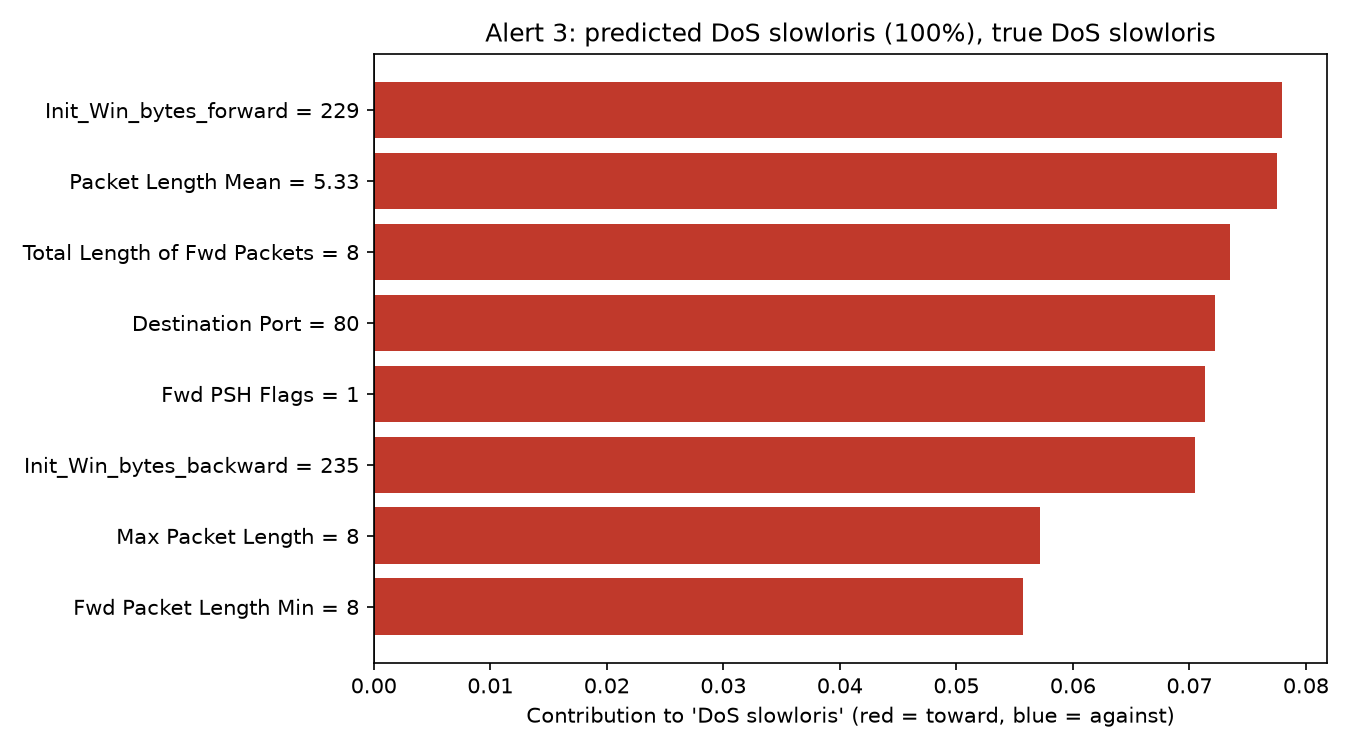 Alert 3: predicted DoS slowloris (100%), true DoS slowloris
Init_Win_bytes_forward = 229
Packet Length Mean = 5.33
Total Length of Fwd Packets = 8
Destination Port = 80
Fwd PSH Flags = 1
Init_Win_bytes_backward = 235
Max Packet Length = 8
Fwd Packet Length Min = 8
0.00 0.01 0.02 0.03 0.04 0.05 0.06 0.07 0.08
Contribution to 'DoS slowloris' (red = toward, blue = against)